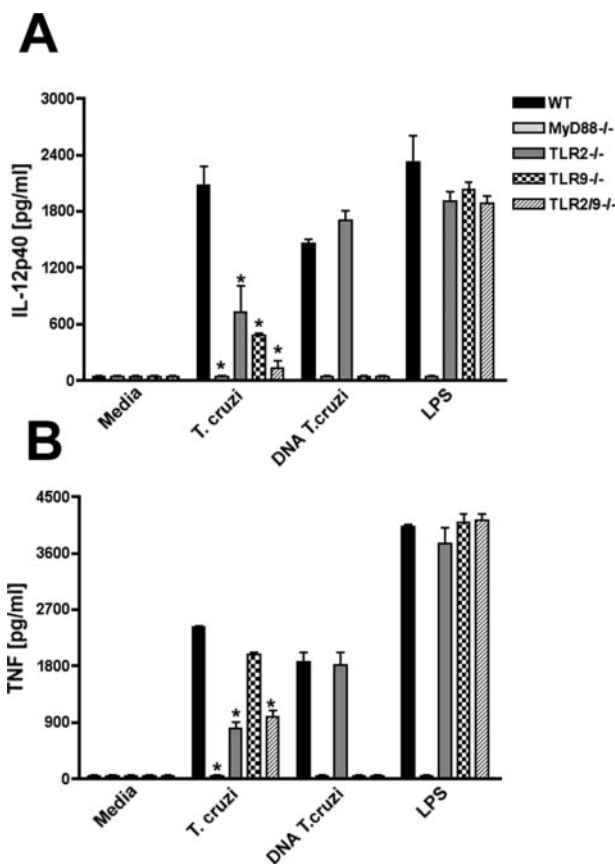 A
3000
2400
1800
1200
600
0
IL-12p40 [pg/ml]
* * * *
Media
T. cruzi
DNA T.cruzi
LPS
WT
MyD88-/-
TLR2-/-
TLR9-/-
TLR2/9-/-
B
4500
3600
2700
1800
900
0
TNF [pg/ml]
* * *
Media
T. cruzi
DNA T.cruzi
LPS